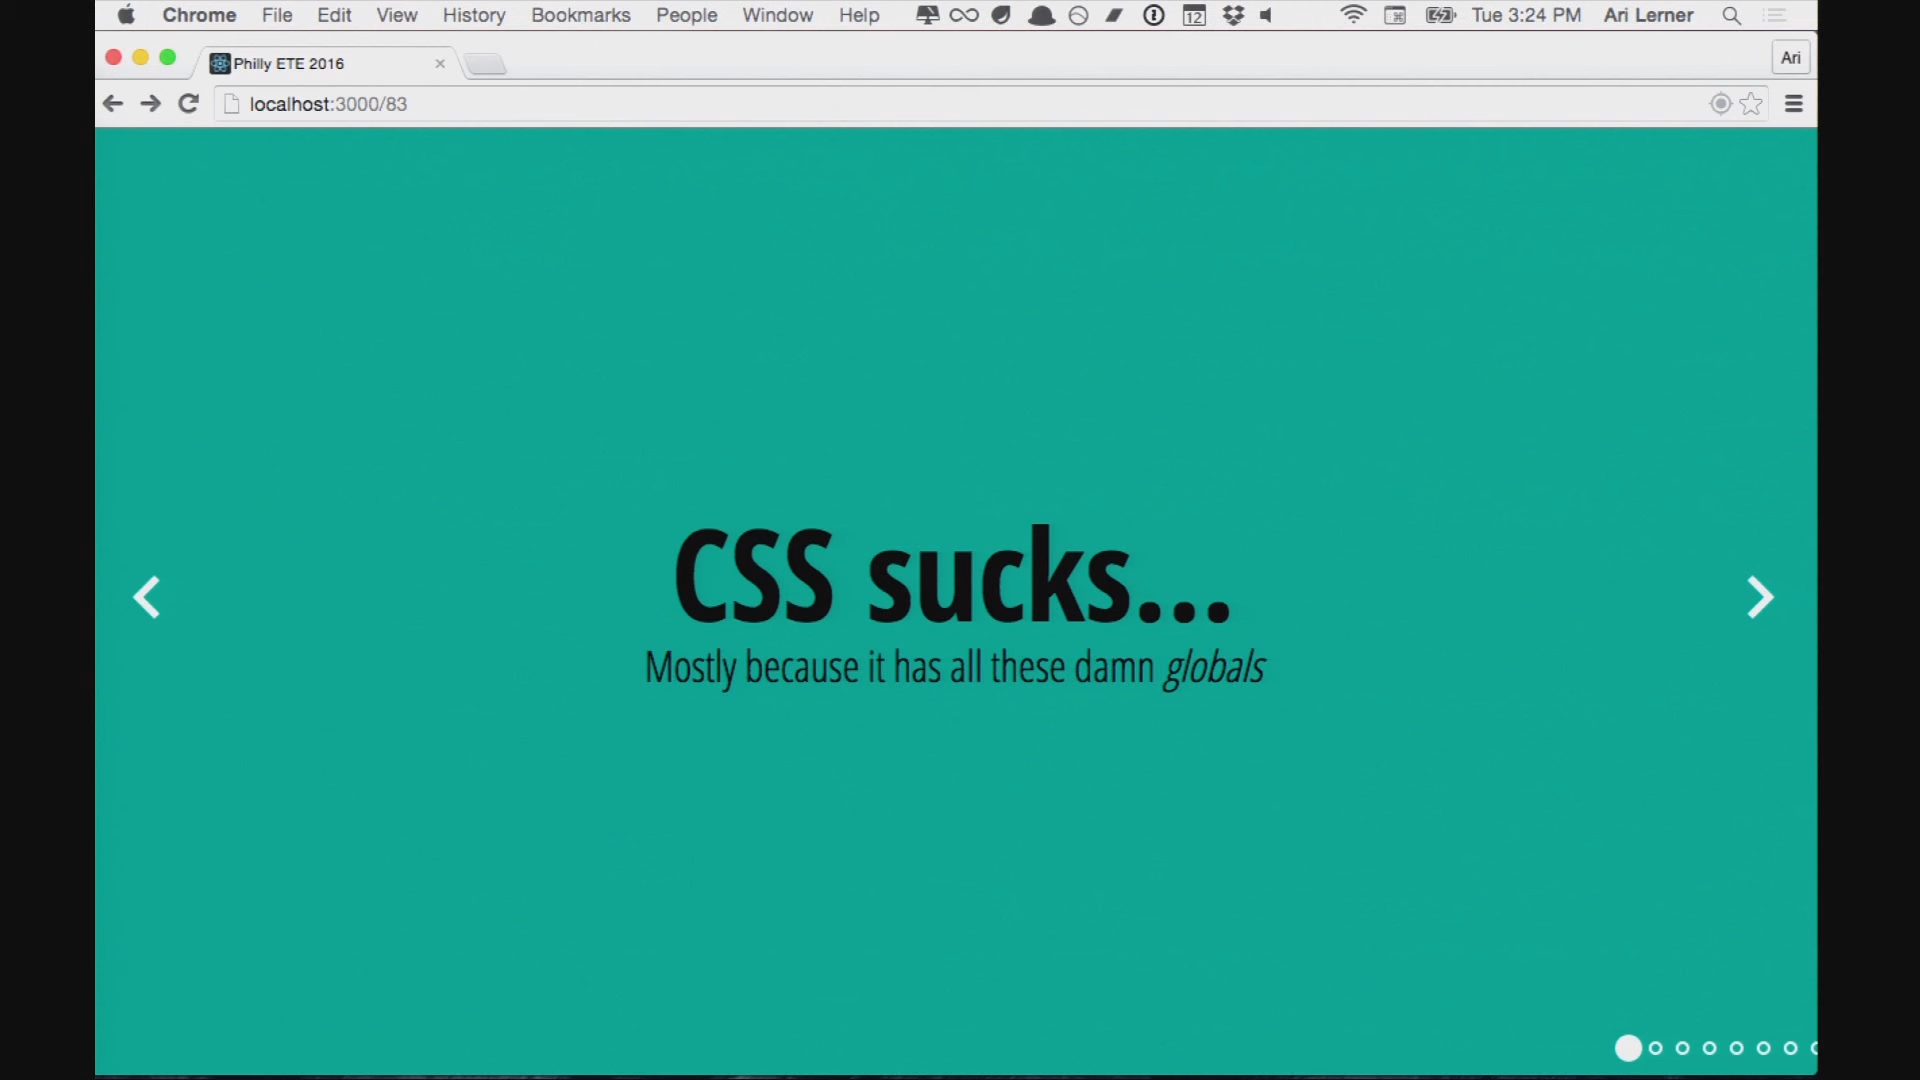 Chrome File Edit View History Bookmarks People Window Help 12 Tue 3:24 PM Ari Lerner
Philly ETE 2016
Ari
localhost:3000/83
CSS sucks...
Mostly because it has all these damn globals